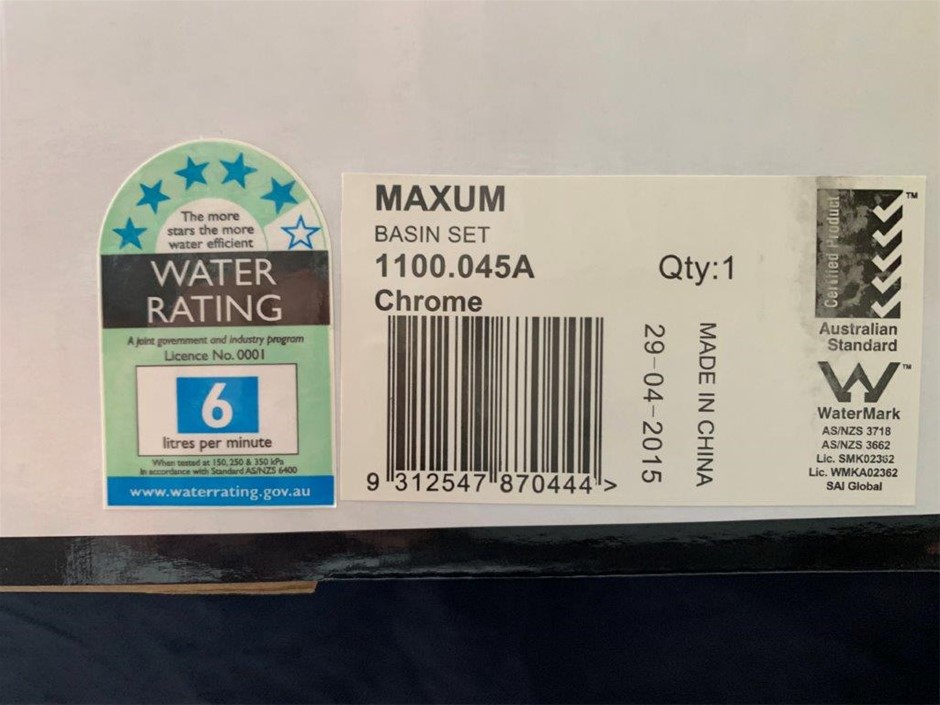 The more
stars the more
water efficient
WATER
RATING
A joint government and industry program
Licence No. 0001
6
litres per minute
When tested at 150, 250 & 350 kPa
In accordance with Standard AS/NZS 6400
www.waterrating.gov.au
MAXUM
BASIN SET
1100.045A
Qty:1
Chrome
9 312547 870444 >
29-04-2015
MADE IN CHINA
Certified Product
TM
Australian
Standard
TM
WaterMark
AS/NZS 3718
AS/NZS 3662
Lic. SMK02362
Lic. WMKA02362
SAI Global